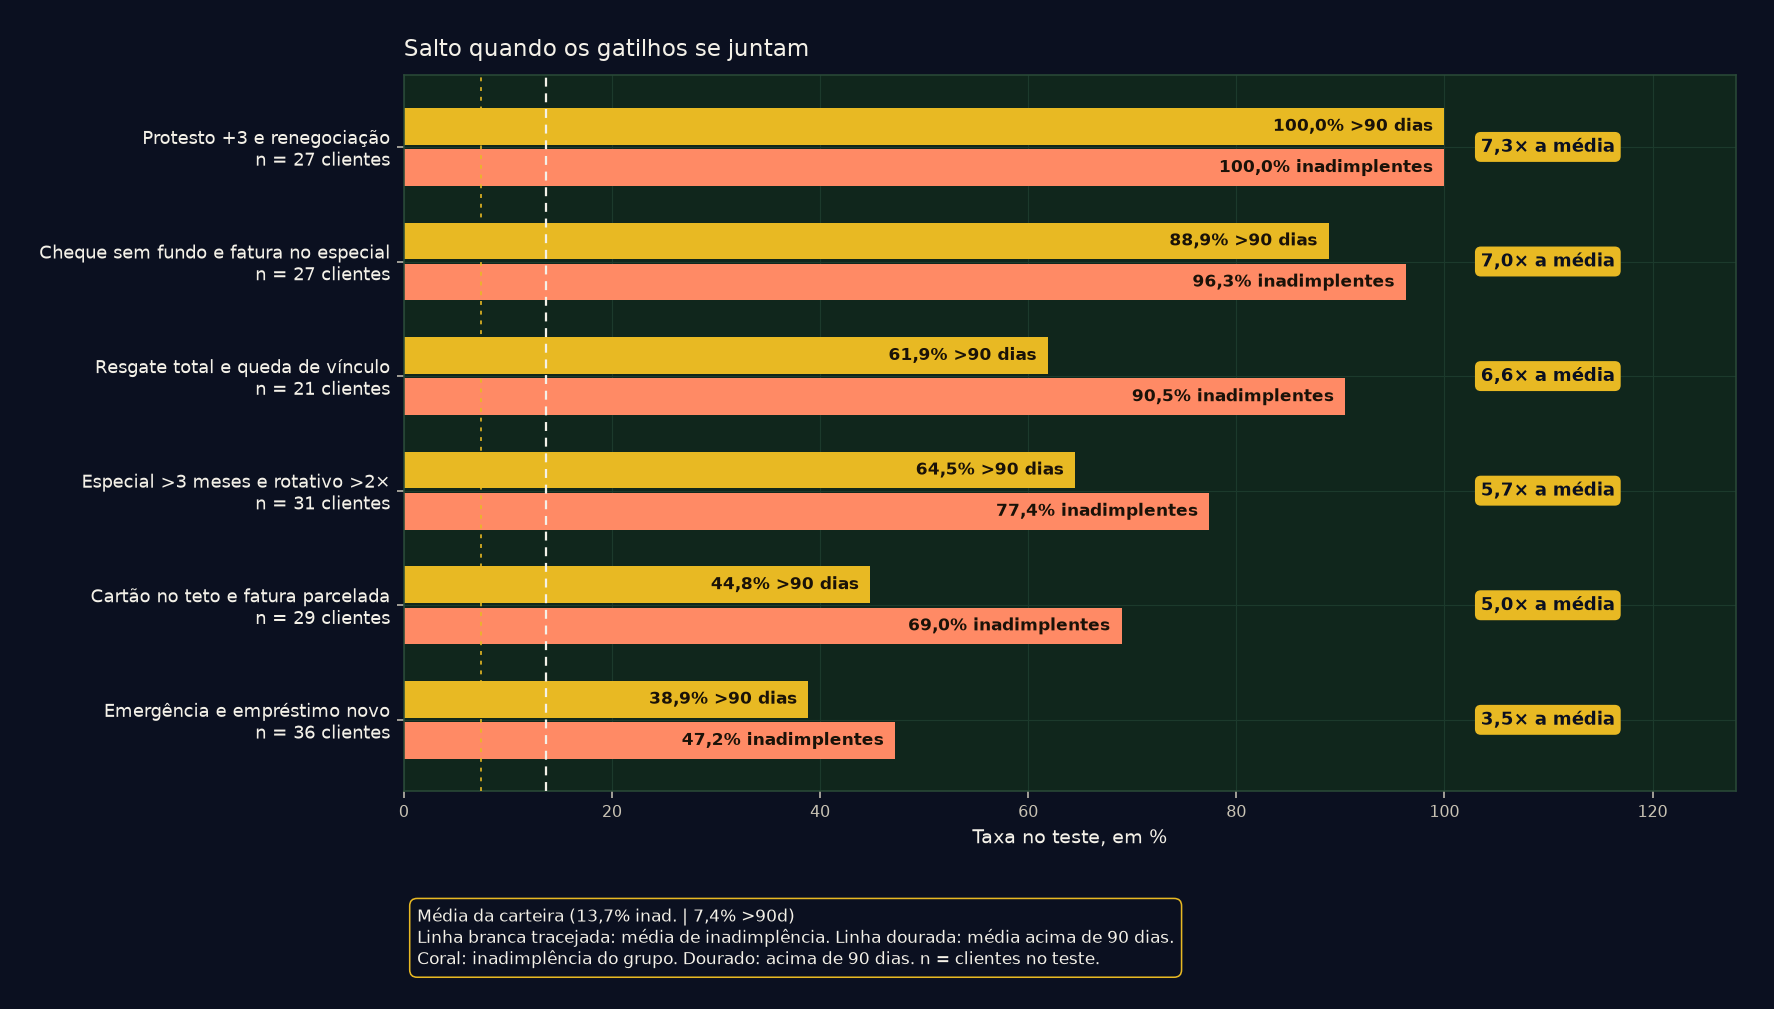 Salto quando os gatilhos se juntam
Protesto +3 e renegociação
n = 27 clientes
100,0% >90 dias
100,0% inadimplentes
7,3× a média
Cheque sem fundo e fatura no especial
n = 27 clientes
88,9% >90 dias
96,3% inadimplentes
7,0× a média
Resgate total e queda de vínculo
n = 21 clientes
61,9% >90 dias
90,5% inadimplentes
6,6× a média
Especial >3 meses e rotativo >2×
n = 31 clientes
64,5% >90 dias
77,4% inadimplentes
5,7× a média
Cartão no teto e fatura parcelada
n = 29 clientes
44,8% >90 dias
69,0% inadimplentes
5,0× a média
Emergência e empréstimo novo
n = 36 clientes
38,9% >90 dias
47,2% inadimplentes
3,5× a média
0 20 40 60 80 100 120
Taxa no teste, em %
Média da carteira (13,7% inad. | 7,4% >90d)
Linha branca tracejada: média de inadimplência. Linha dourada: média acima de 90 dias.
Coral: inadimplência do grupo. Dourado: acima de 90 dias. n = clientes no teste.